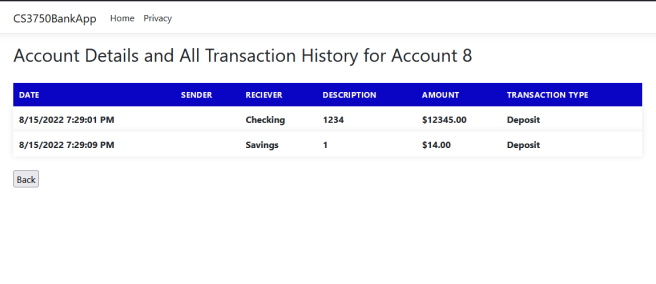 CS3750BankApp Home Privacy
Account Details and All Transaction History for Account 8
DATE SENDER RECIEVER DESCRIPTION AMOUNT TRANSACTION TYPE
8/15/2022 7:29:01 PM Checking 1234 $12345.00 Deposit
8/15/2022 7:29:09 PM Savings 1 $14.00 Deposit
Back